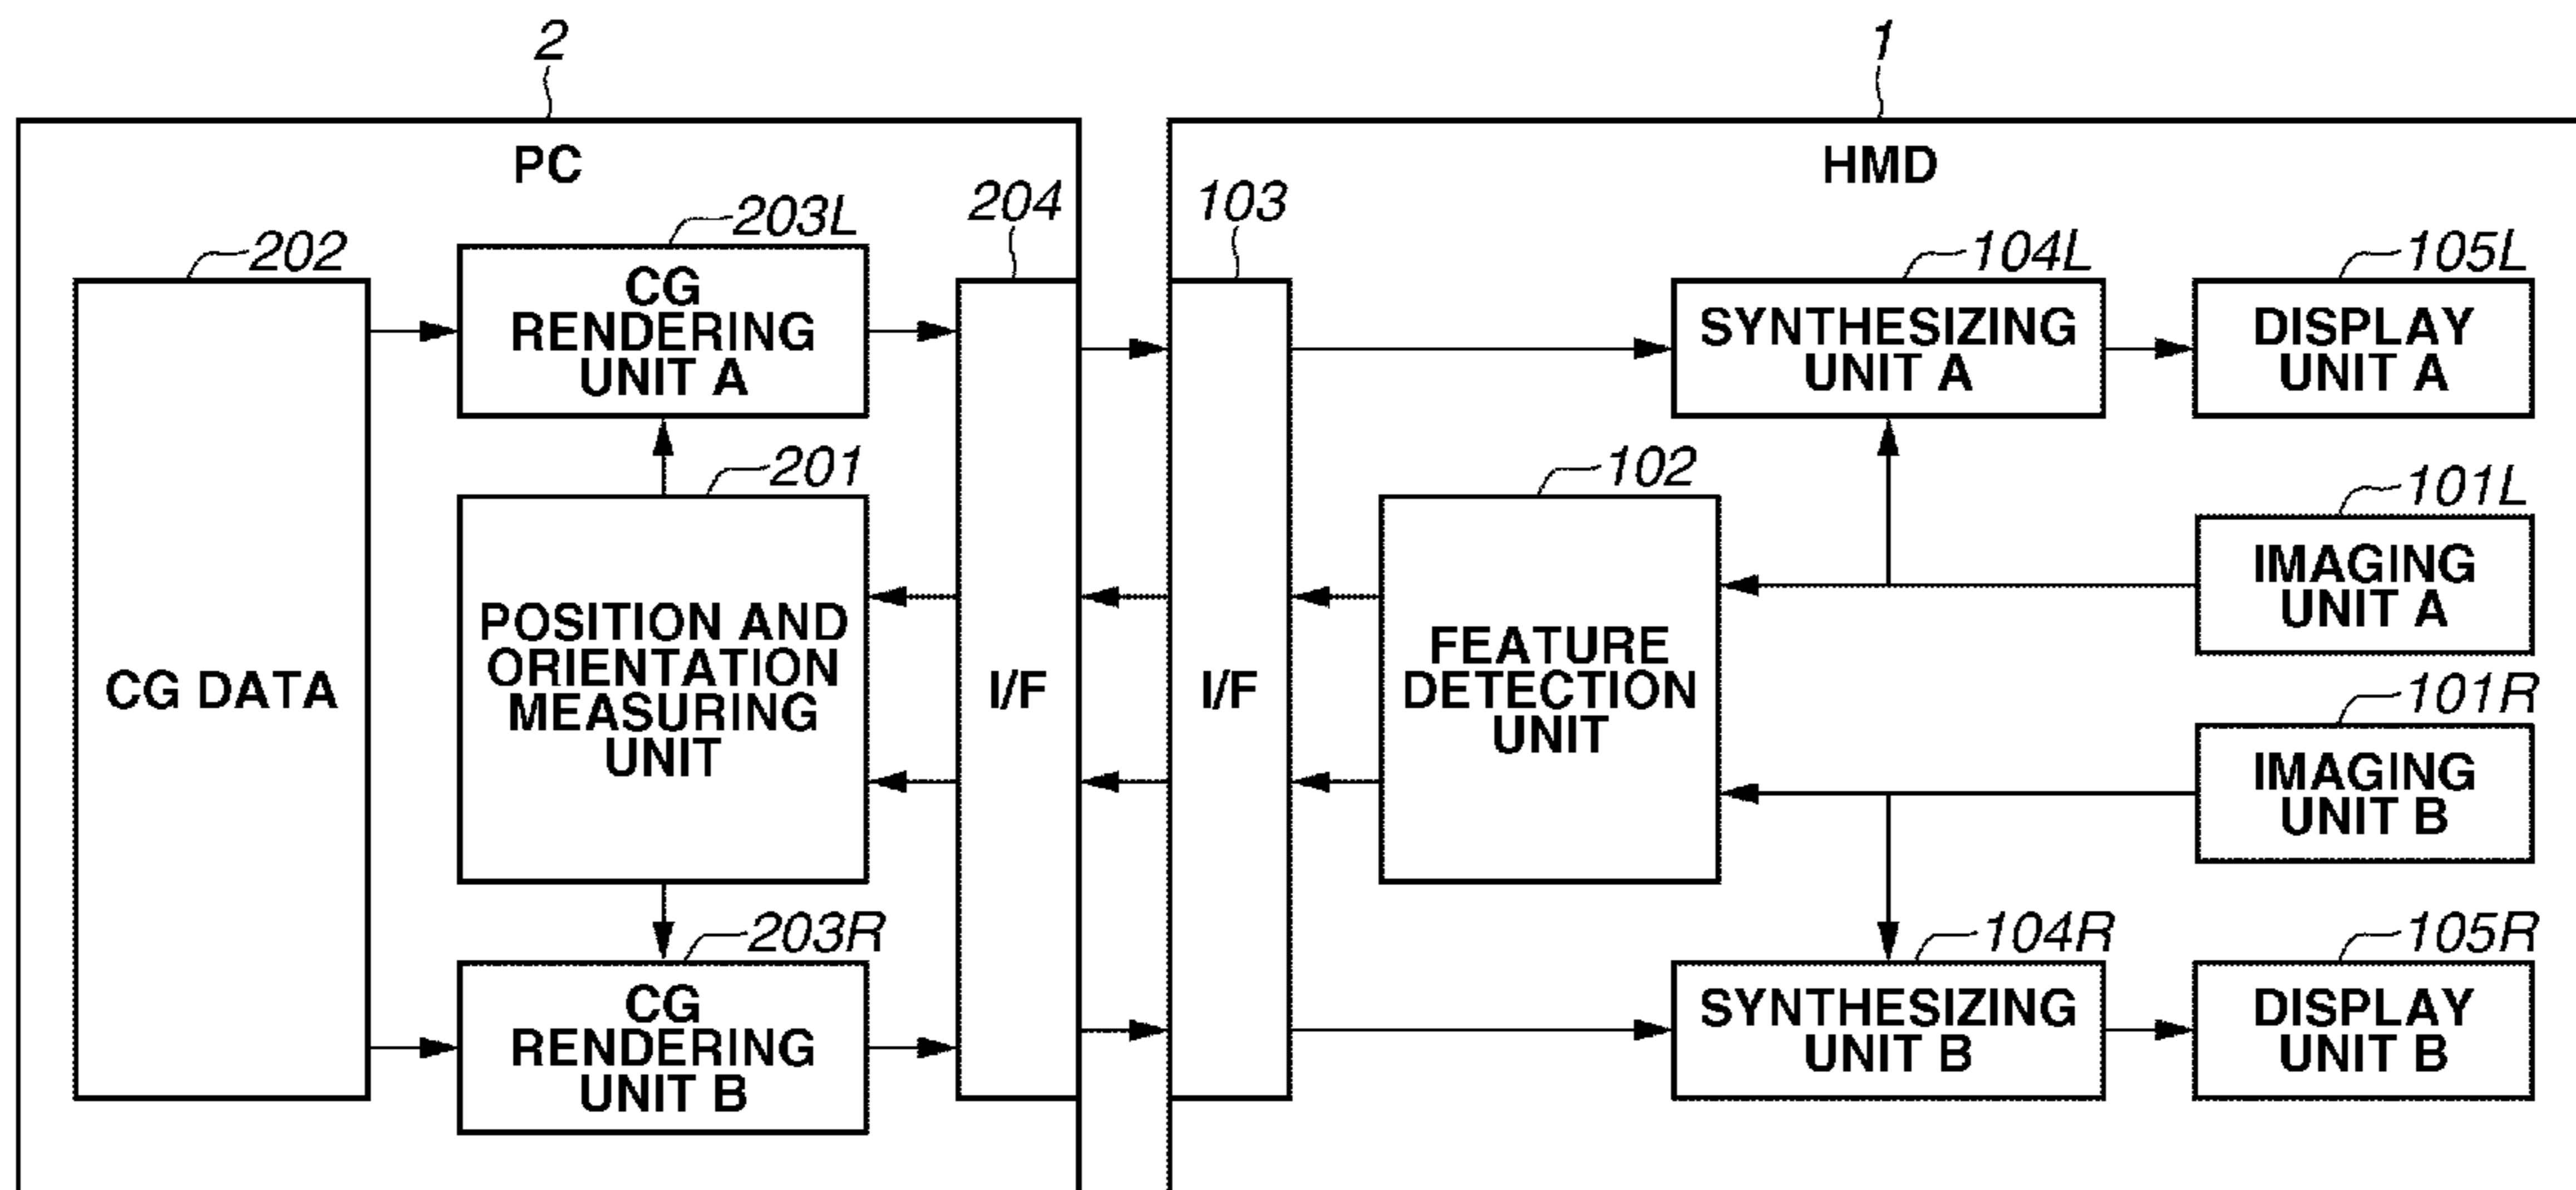 2
1
PC
HMD
204
103
203L
202
104L
105L
CG
RENDERING
UNIT A
SYNTHESIZING
UNIT A
DISPLAY
UNIT A
201
102
101L
IMAGING
UNIT A
CG DATA
POSITION AND
ORIENTATION
MEASURING
UNIT
I/F
I/F
FEATURE
DETECTION
UNIT
101R
IMAGING
UNIT B
203R
104R
105R
CG
RENDERING
UNIT B
SYNTHESIZING
UNIT B
DISPLAY
UNIT B